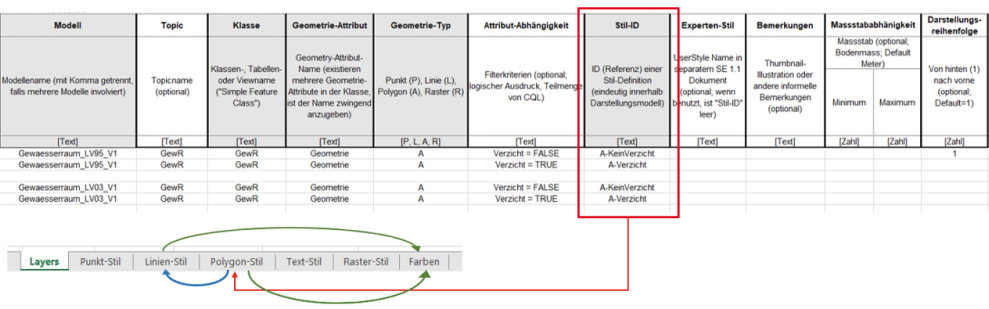 Modell Topic Klasse Geometrie-Attribut Geometrie-Typ Attribut-Abhängigkeit Stil-ID Experten-Stil Bemerkungen Massstababhänigkeit Darstellungs-
reihenfolge
Modellename (mit Komma getrennt,
falls mehrere Modelle involviert)
Topicname
(optional)
Klassen-, Tabellen-
oder Viewname
("Simple Feature
Class")
Geometry-Attribut-
Name (existieren
mehrere Geometrie-
Attribute in der Klasse,
ist der Name zwingend
anzugeben)
Punkt (P), Linie (L),
Polygon (A), Raster (R)
Filterkriterien (optional;
logischer Ausdruck, Teilmenge
von CQL)
ID (Referenz) einer
Stil-Definition
(eindeutig innerhalb
Darstellungsmodell)
UserStyle Name in
separatem SE 1.1
Dokument
(optional; wenn
benutzt, ist "Stil-ID"
leer)
Thumbnail-
Illustration oder
andere informelle
Bemerkungen
(optional)
Massstab (optional;
Bodenmass; Default
Meter)
Minimum Maximum
Von hinten (1)
nach vorne
(optional;
Default=1)
[Text] [Text] [Text] [Text] [P, L, A, R] [Text] [Text] [Text] [Text] [Zahl] [Zahl] [Zahl]
Gewaesserraum_LV95_V1 GewR GewR Geometrie A Verzicht = FALSE A-KeinVerzicht 1
Gewaesserraum_LV95_V1 GewR GewR Geometrie A Verzicht = TRUE A-Verzicht
Gewaesserraum_LV03_V1 GewR GewR Geometrie A Verzicht = FALSE A-KeinVerzicht
Gewaesserraum_LV03_V1 GewR GewR Geometrie A Verzicht = TRUE A-Verzicht
Layers Punkt-Stil Linien-Stil Polygon-Stil Text-Stil Raster-Stil Farben